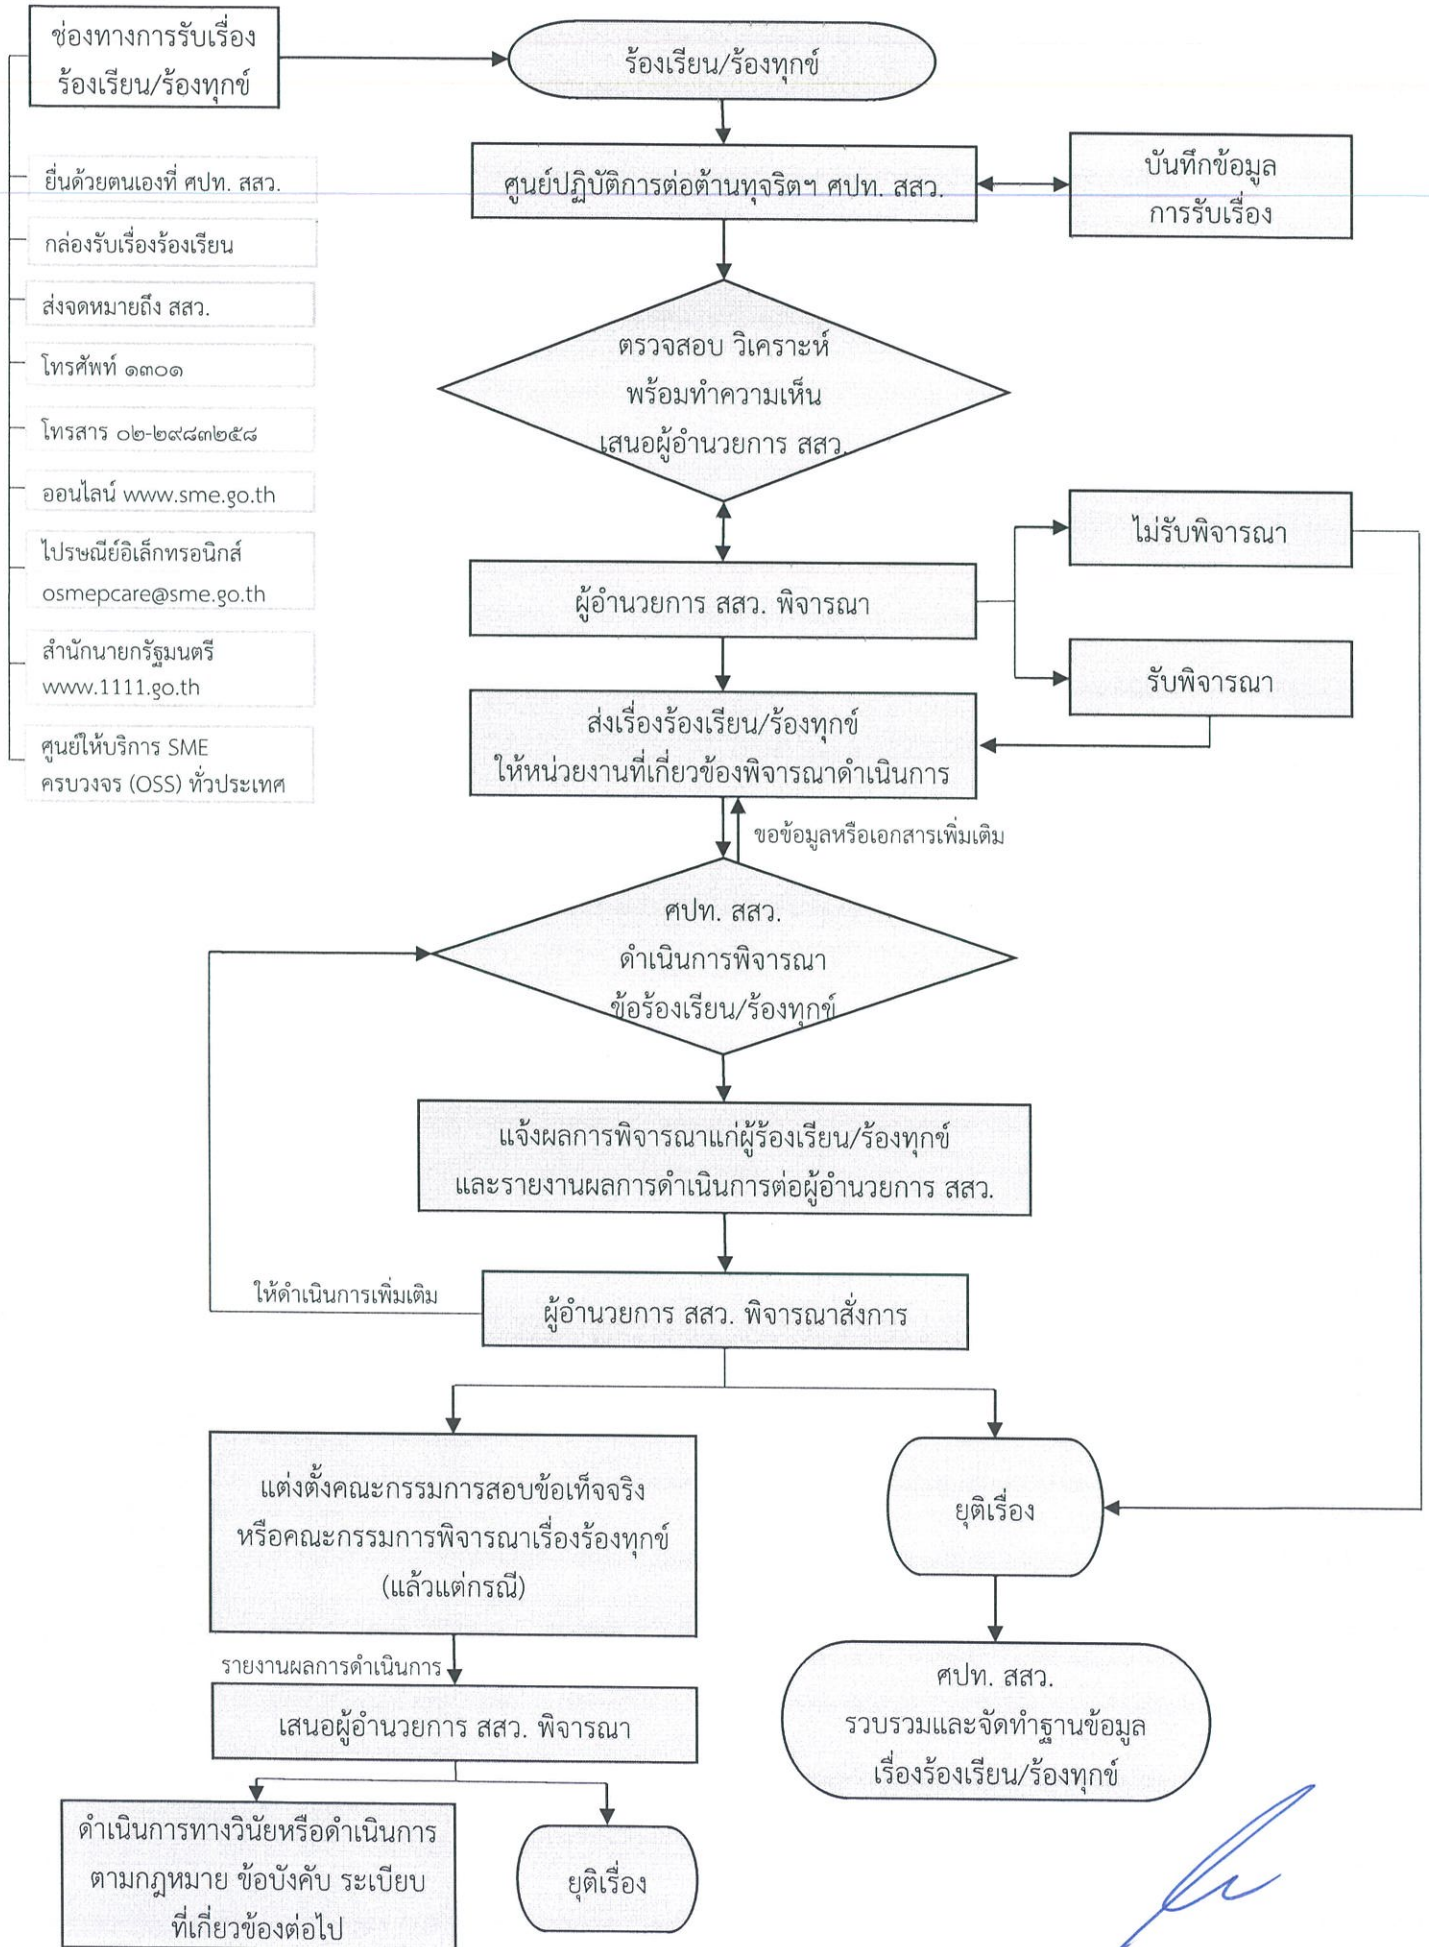 ช่องทางการรับเรื่อง
ร้องเรียน/ร้องทุกข์
ร้องเรียน/ร้องทุกข์
ยื่นด้วยตนเองที่ ศปท. สสว.
กล่องรับเรื่องร้องเรียน
ส่งจดหมายถึง สสว.
โทรศัพท์ ๑๓๐๑
โทรสาร ๐๒-๒๙๘๓๒๕๘
ออนไลน์ www.sme.go.th
ไปรษณีย์อิเล็กทรอนิกส์
osmepcare@sme.go.th
สำนักนายกรัฐมนตรี
www.1111.go.th
ศูนย์ให้บริการ SME
ครบวงจร (OSS) ทั่วประเทศ
ศูนย์ปฏิบัติการต่อต้านทุจริตฯ ศปท. สสว.
บันทึกข้อมูล
การรับเรื่อง
ตรวจสอบ วิเคราะห์
พร้อมทำความเห็น
เสนอผู้อำนวยการ สสว.
ผู้อำนวยการ สสว. พิจารณา
ไม่รับพิจารณา
รับพิจารณา
ส่งเรื่องร้องเรียน/ร้องทุกข์
ให้หน่วยงานที่เกี่ยวข้องพิจารณาดำเนินการ
ขอข้อมูลหรือเอกสารเพิ่มเติม
ศปท. สสว.
ดำเนินการพิจารณา
ข้อร้องเรียน/ร้องทุกข์
แจ้งผลการพิจารณาแก่ผู้ร้องเรียน/ร้องทุกข์
และรายงานผลการดำเนินการต่อผู้อำนวยการ สสว.
ให้ดำเนินการเพิ่มเติม
ผู้อำนวยการ สสว. พิจารณาสั่งการ
แต่งตั้งคณะกรรมการสอบข้อเท็จจริง
หรือคณะกรรมการพิจารณาเรื่องร้องทุกข์
(แล้วแต่กรณี)
ยุติเรื่อง
รายงานผลการดำเนินการ
เสนอผู้อำนวยการ สสว. พิจารณา
ศปท. สสว.
รวบรวมและจัดทำฐานข้อมูล
เรื่องร้องเรียน/ร้องทุกข์
ดำเนินการทางวินัยหรือดำเนินการ
ตามกฎหมาย ข้อบังคับ ระเบียบ
ที่เกี่ยวข้องต่อไป
ยุติเรื่อง